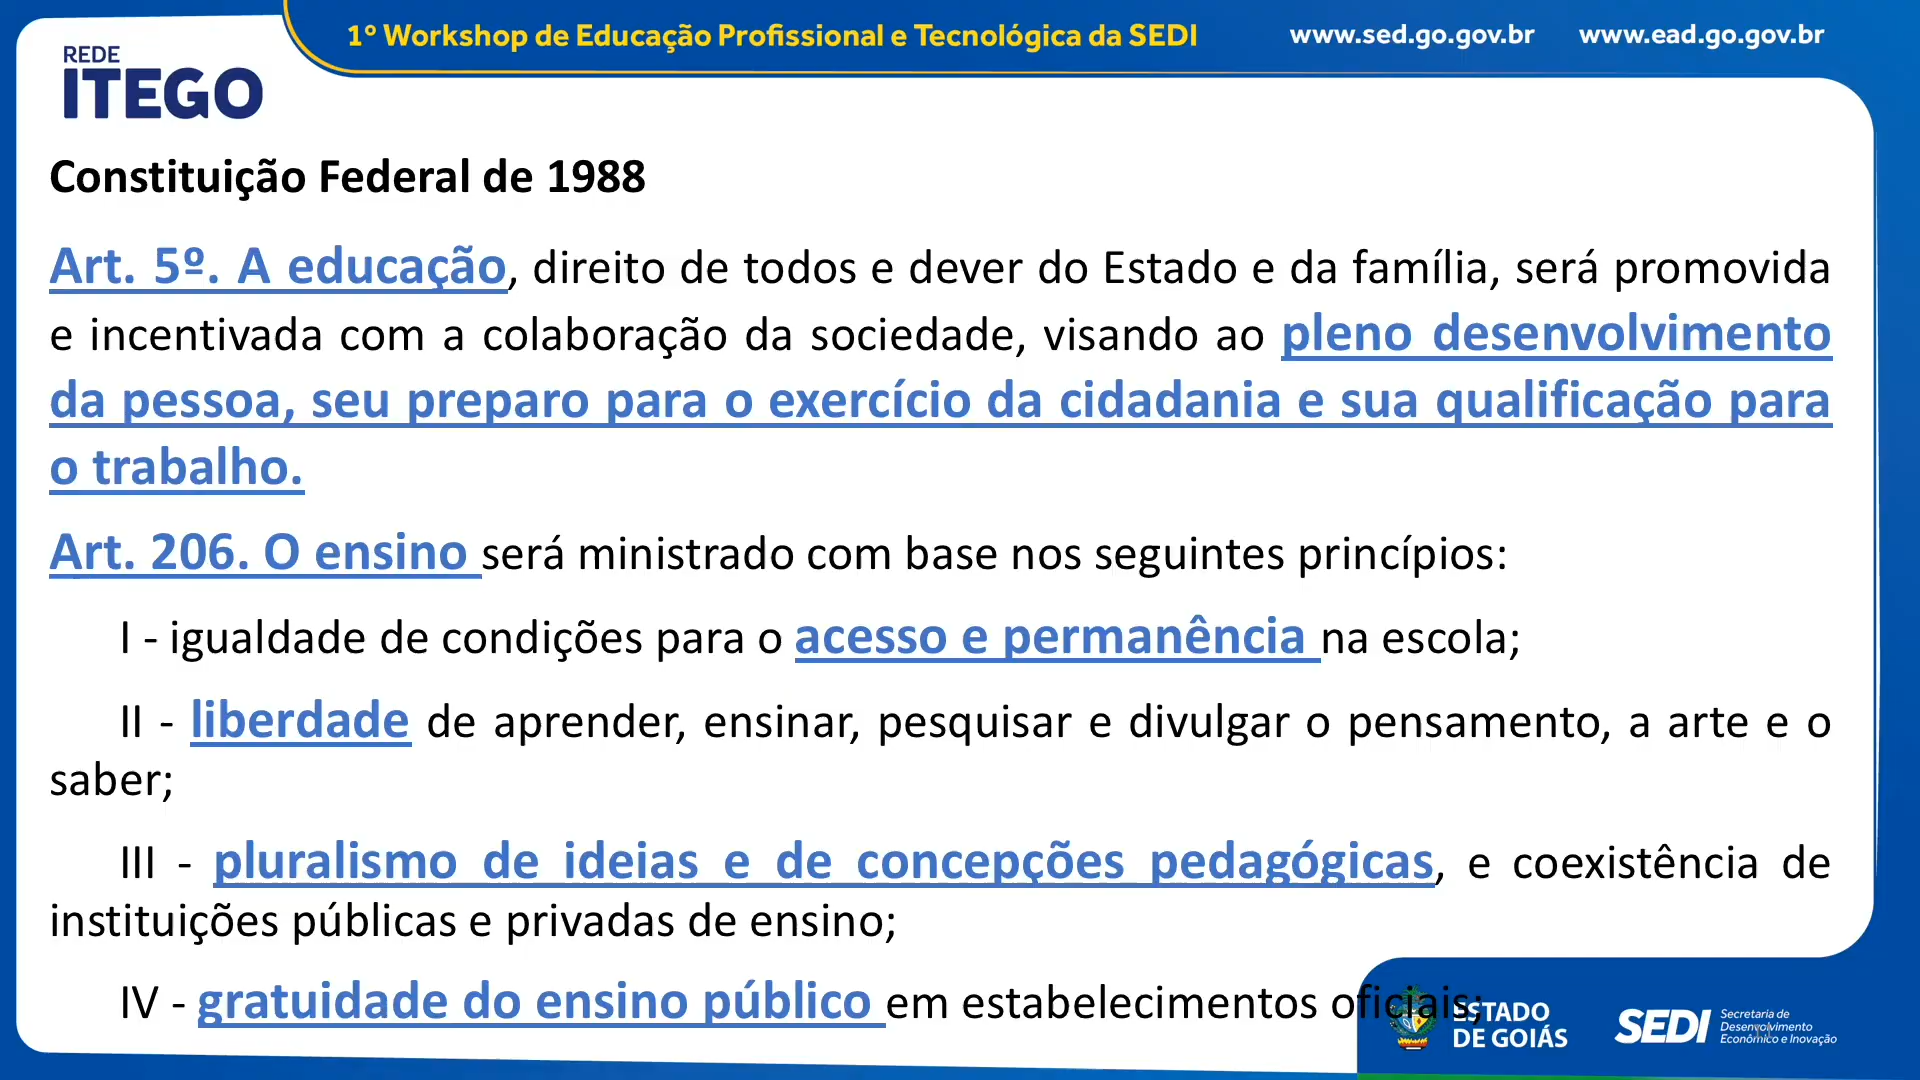 1º Workshop de Educação Profissional e Tecnológica da SEDI
www.sed.go.gov.br www.ead.go.gov.br
REDE
ITEGO
Constituição Federal de 1988
Art. 5º. A educação, direito de todos e dever do Estado e da família, será promovida
e incentivada com a colaboração da sociedade, visando ao pleno desenvolvimento
da pessoa, seu preparo para o exercício da cidadania e sua qualificação para
o trabalho.
Art. 206. O ensino será ministrado com base nos seguintes princípios:
I - igualdade de condições para o acesso e permanência na escola;
II - liberdade de aprender, ensinar, pesquisar e divulgar o pensamento, a arte e o
saber;
III - pluralismo de ideias e de concepções pedagógicas, e coexistência de
instituições públicas e privadas de ensino;
IV - gratuidade do ensino público em estabelecimentos oficiais;
ESTADO
DE GOIÁS
SEDI
Secretaria de
Desenvolvimento
Econômico e Inovação